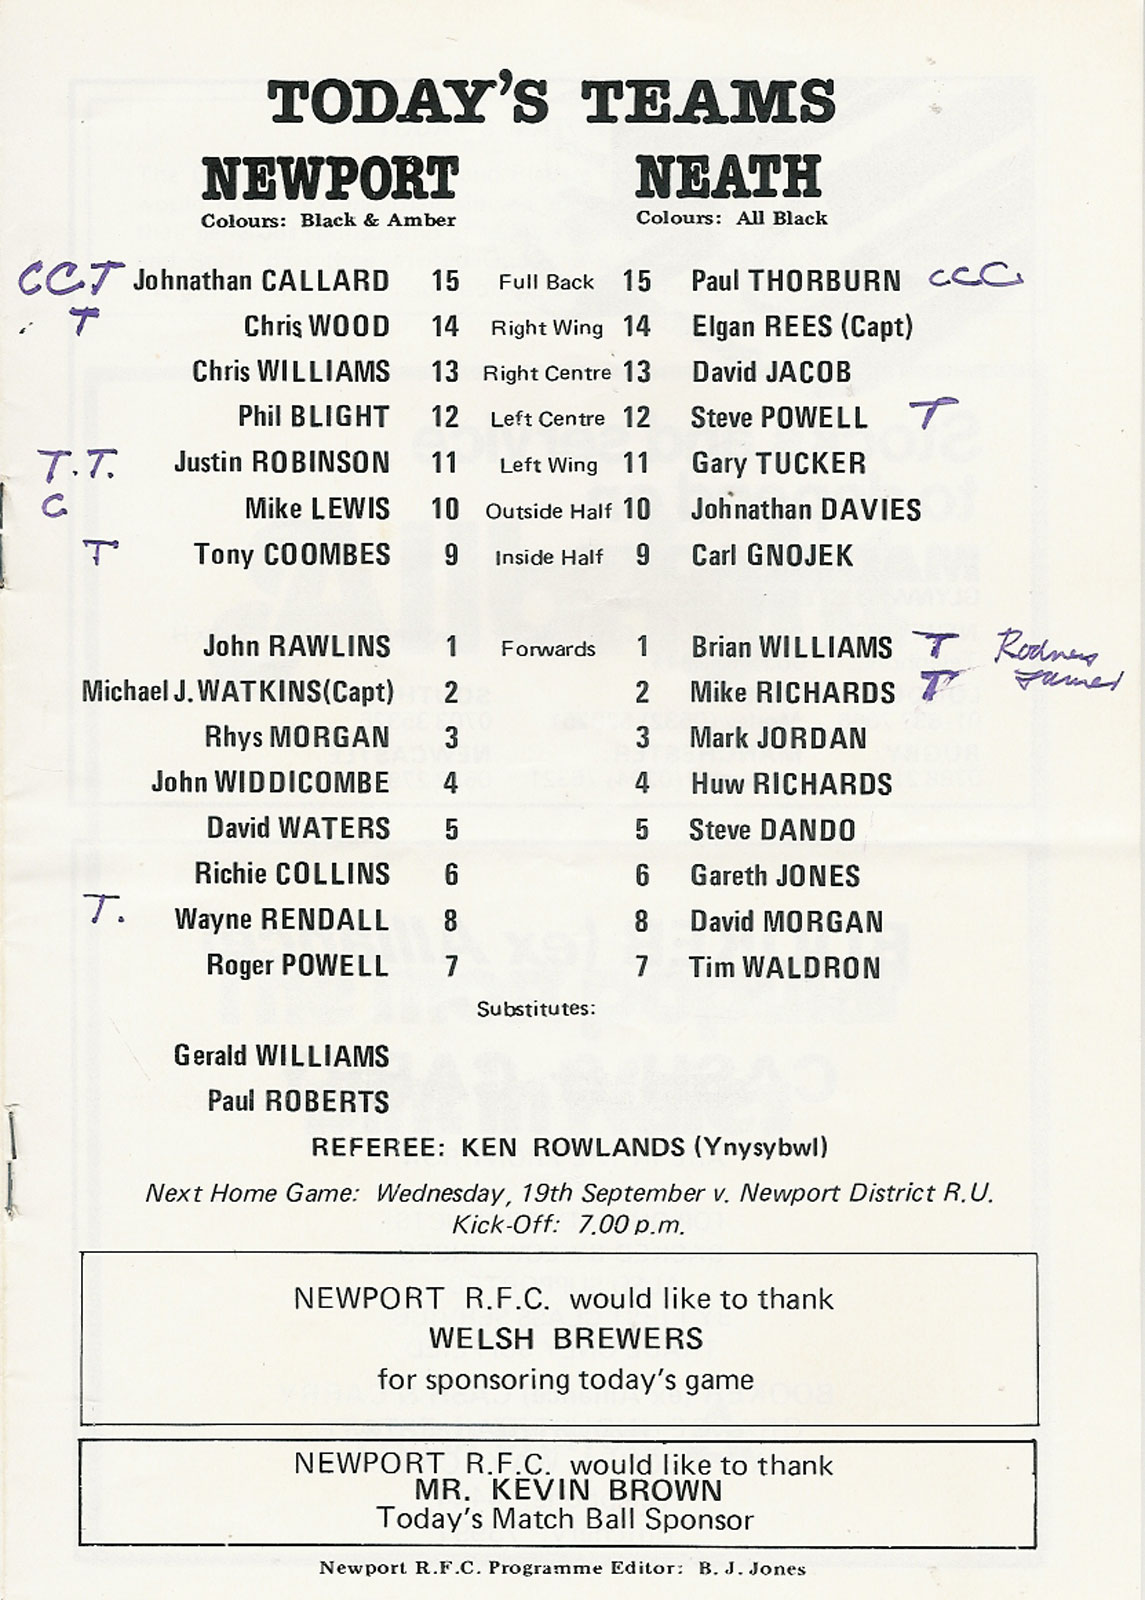 TODAY'S TEAMS
NEWPORT NEATH
Colours: Black & Amber Colours: All Black
CCT Johnathan CALLARD 15 Full Back 15 Paul THORBURN CCC
T Chris WOOD 14 Right Wing 14 Elgan REES (Capt)
Chris WILLIAMS 13 Right Centre 13 David JACOB
Phil BLIGHT 12 Left Centre 12 Steve POWELL T
T.T. Justin ROBINSON 11 Left Wing 11 Gary TUCKER
C Mike LEWIS 10 Outside Half 10 Johnathan DAVIES
T Tony COOMBES 9 Inside Half 9 Carl GNOJEK
John RAWLINS 1 Forwards 1 Brian WILLIAMS T Rodney
Michael J. WATKINS (Capt) 2 2 Mike RICHARDS T James
Rhys MORGAN 3 3 Mark JORDAN
John WIDDICOMBE 4 4 Huw RICHARDS
David WATERS 5 5 Steve DANDO
Richie COLLINS 6 6 Gareth JONES
T. Wayne RENDALL 8 8 David MORGAN
Roger POWELL 7 7 Tim WALDRON
Substitutes:
Gerald WILLIAMS
Paul ROBERTS
REFEREE: KEN ROWLANDS (Ynysybwl)
Next Home Game: Wednesday, 19th September v. Newport District R.U.
Kick-Off: 7.00 p.m.
NEWPORT R.F.C. would like to thank
WELSH BREWERS
for sponsoring today's game
NEWPORT R.F.C. would like to thank
MR. KEVIN BROWN
Today's Match Ball Sponsor
Newport R.F.C. Programme Editor: B. J. Jones